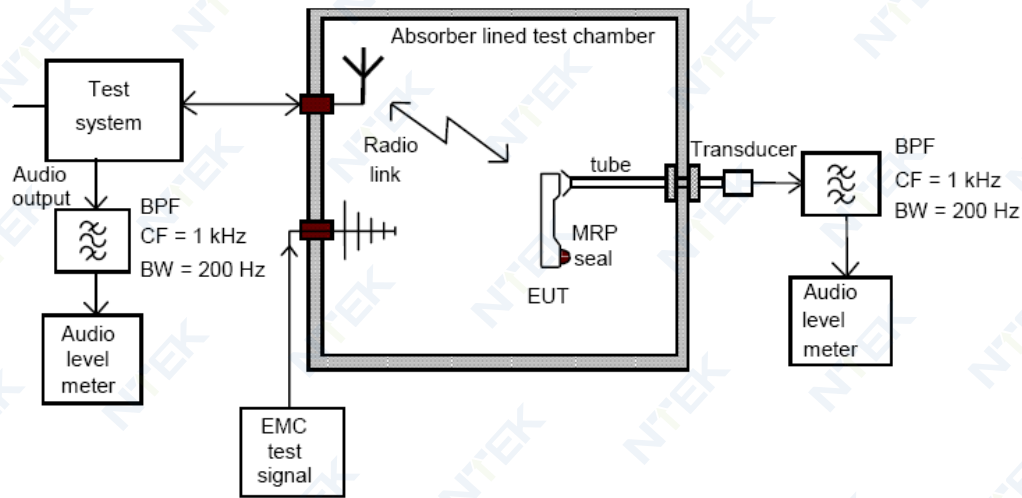 Absorber lined test chamber
Test
system
Audio
output
BPF
CF = 1 kHz
BW = 200 Hz
Audio
level
meter
Radio
link
EMC
test
signal
tube
MRP
seal
EUT
Transducer
BPF
CF = 1 kHz
BW = 200 Hz
Audio
level
meter
NTEK